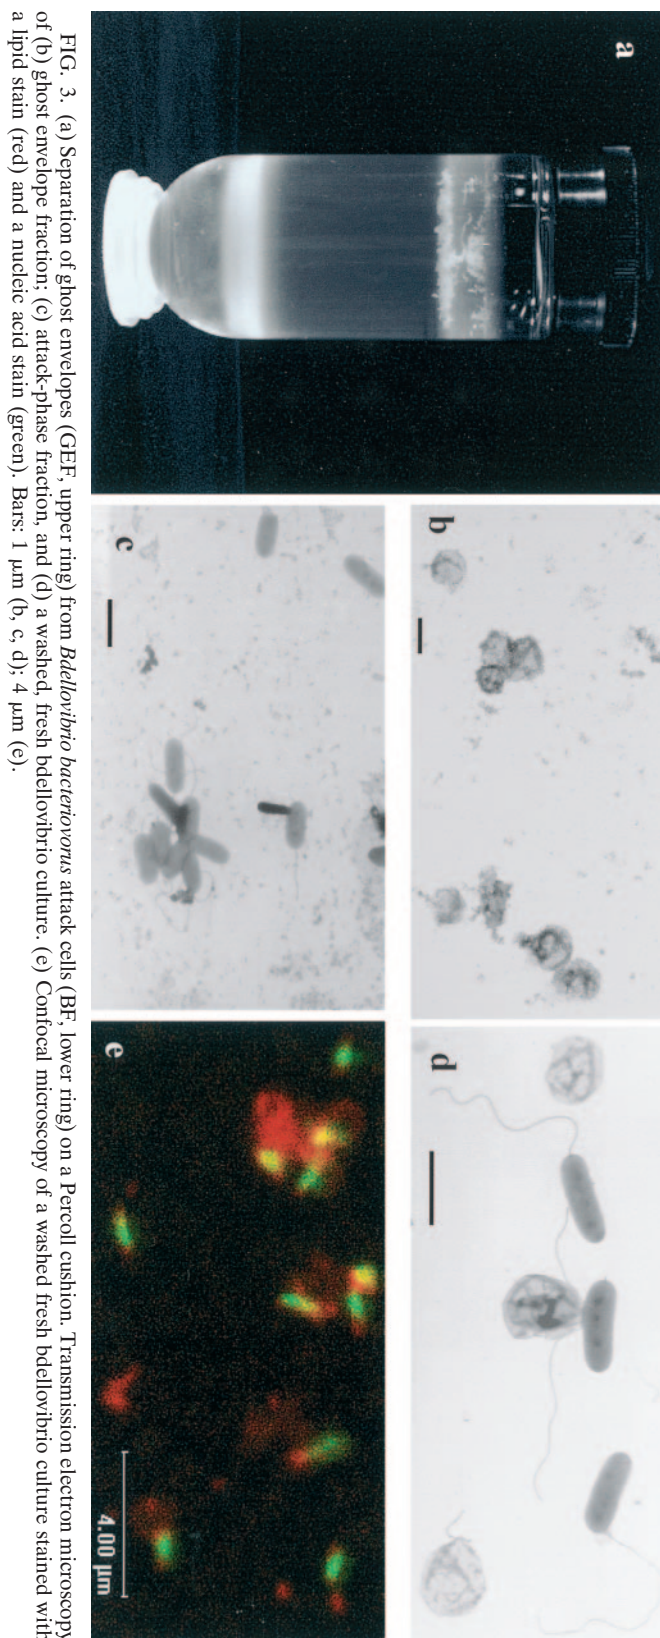 a
b
c
d
e
4.00 μm
FIG. 3. (a) Separation of ghost envelopes (GEF, upper ring) from Bdellovibrio bacteriovorus attack cells (BF, lower ring) on a Percoll cushion. Transmission electron microscopy
of (b) ghost envelope fraction; (c) attack-phase fraction, and (d) a washed, fresh bdellovibrio culture. (e) Confocal microscopy of a washed fresh bdellovibrio culture stained with
a lipid stain (red) and a nucleic acid stain (green). Bars: 1 μm (b, c, d); 4 μm (e).